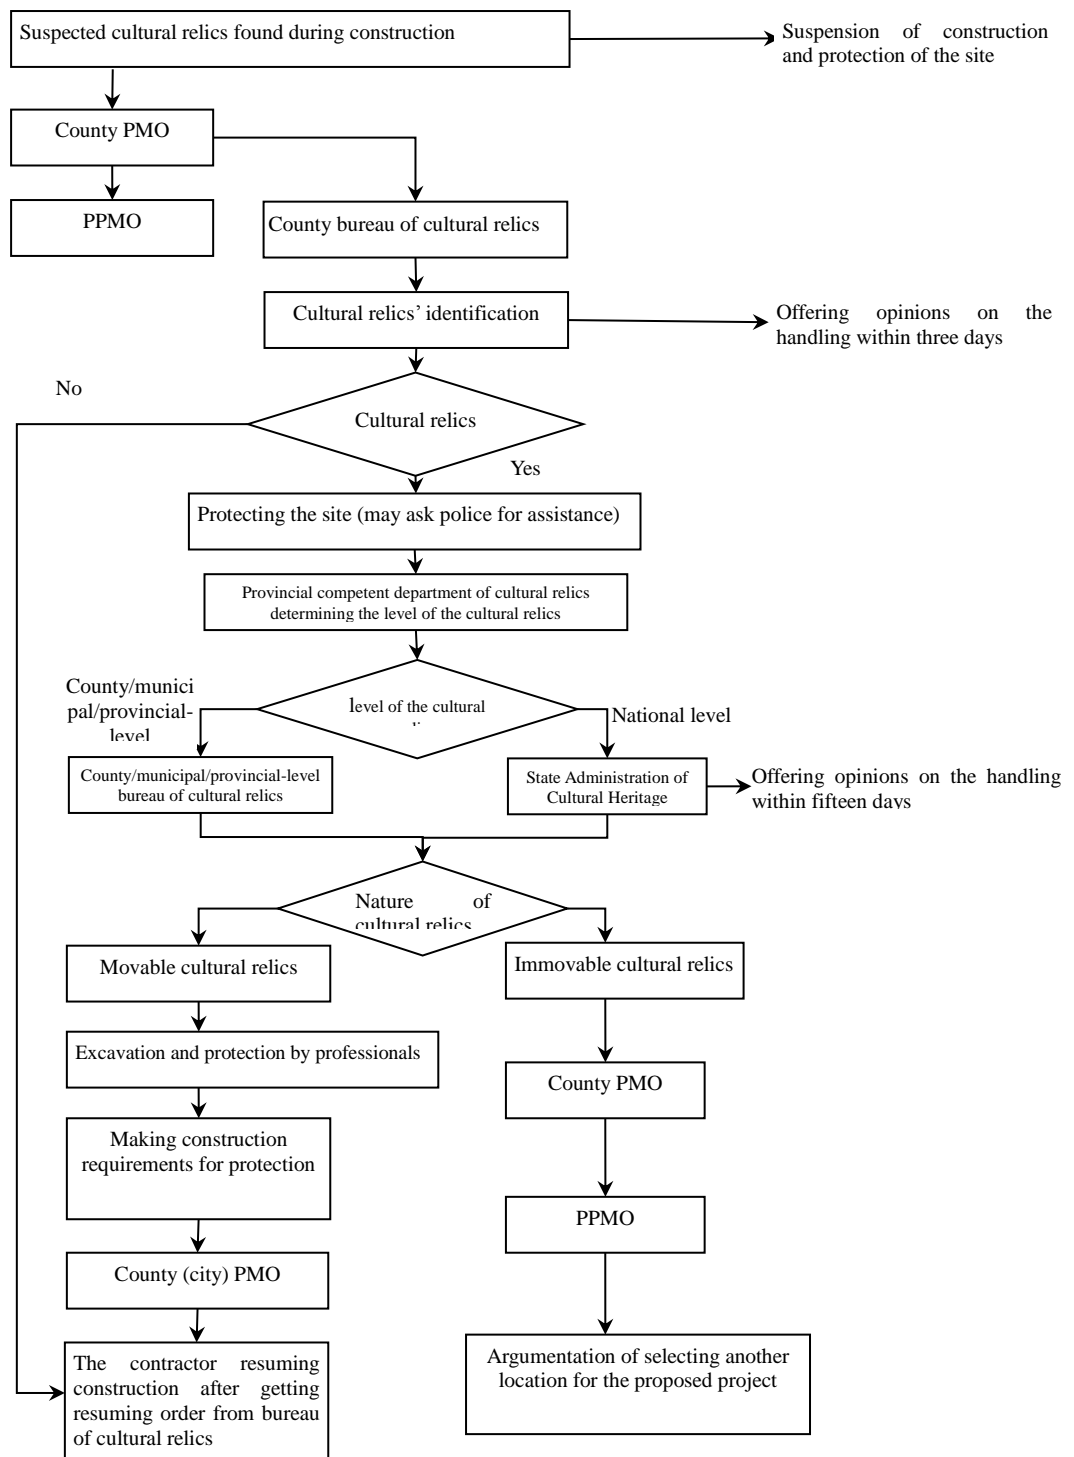 Suspected cultural relics found during construction
Suspension of construction
and protection of the site
County PMO
PPMO
County bureau of cultural relics
Cultural relics’ identification
Offering opinions on the
handling within three days
No
Cultural relics
Yes
Protecting the site (may ask police for assistance)
Provincial competent department of cultural relics
determining the level of the cultural relics
County/munici
pal/provincial-
level
level of the cultural
National level
County/municipal/provincial-level
bureau of cultural relics
State Administration of
Cultural Heritage
Offering opinions on the handling
within fifteen days
Nature of
cultural relics
Movable cultural relics
Immovable cultural relics
Excavation and protection by professionals
County PMO
Making construction
requirements for protection
PPMO
County (city) PMO
The contractor resuming
construction after getting
resuming order from bureau
of cultural relics
Argumentation of selecting another
location for the proposed project